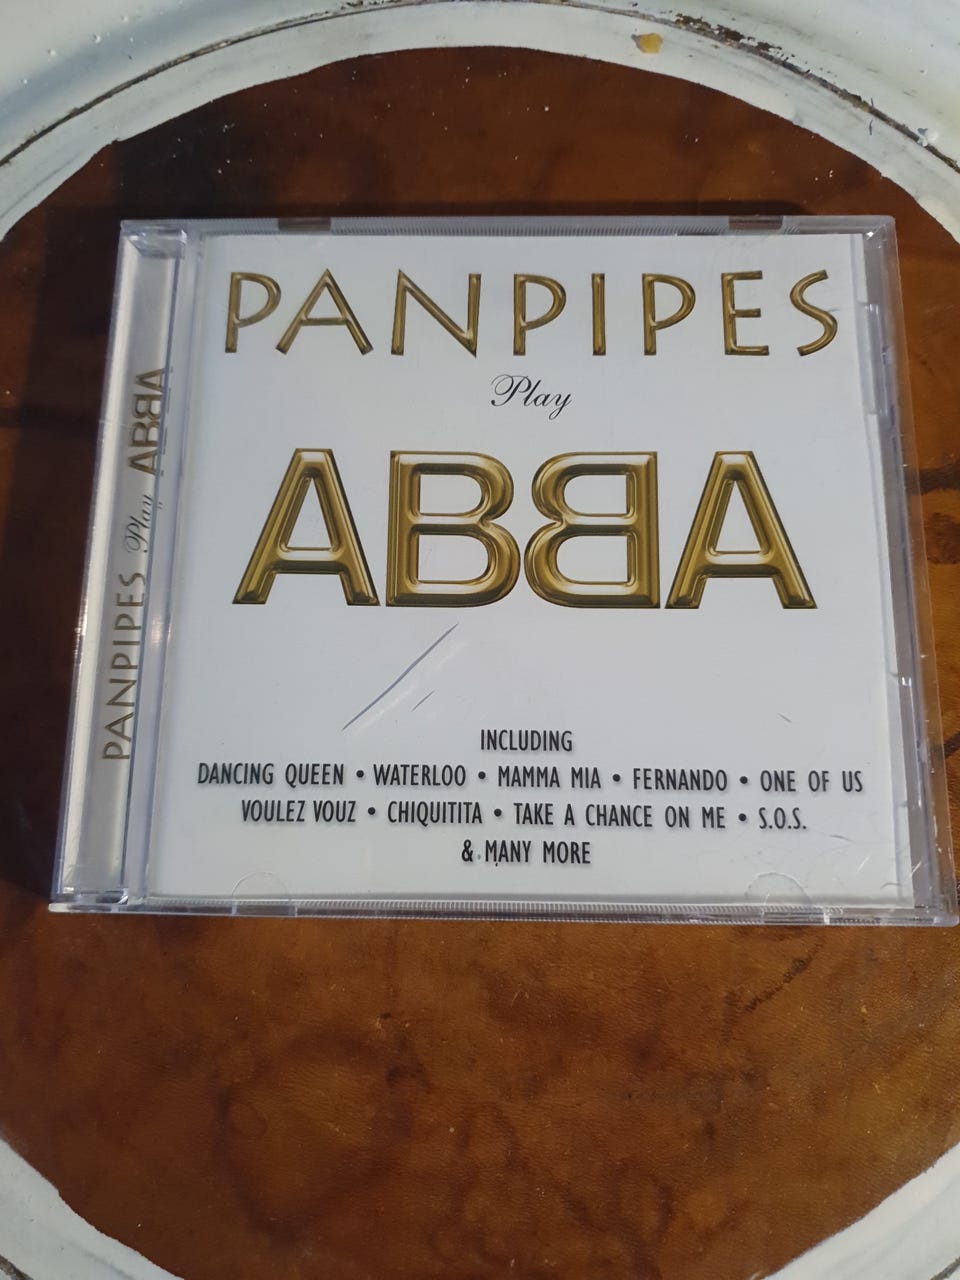 PANPIPES
Play
ABBA
INCLUDING
DANCING QUEEN • WATERLOO • MAMMA MIA • FERNANDO • ONE OF US
VOULEZ VOUZ • CHIQUITITA • TAKE A CHANCE ON ME • S.O.S.
& MANY MORE
PANPIPES Play ABBA